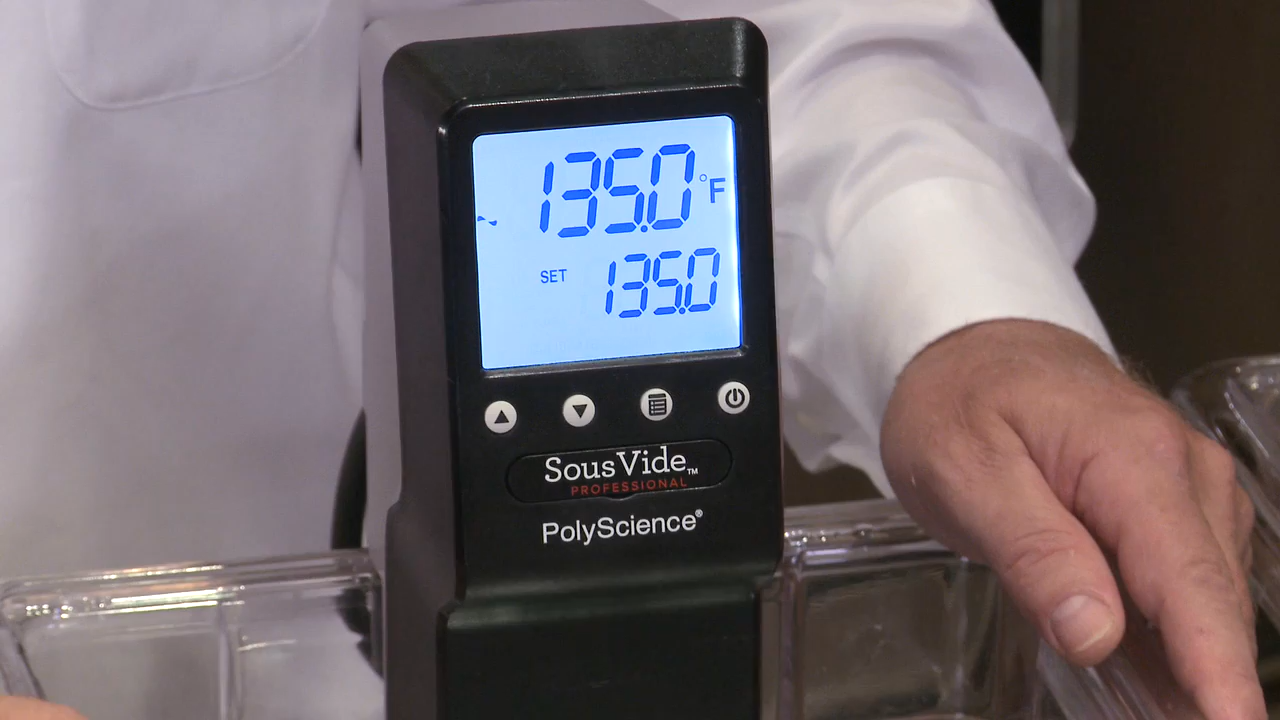 135.0 °F
SET 135.0
SousVide™
PROFESSIONAL
PolyScience®